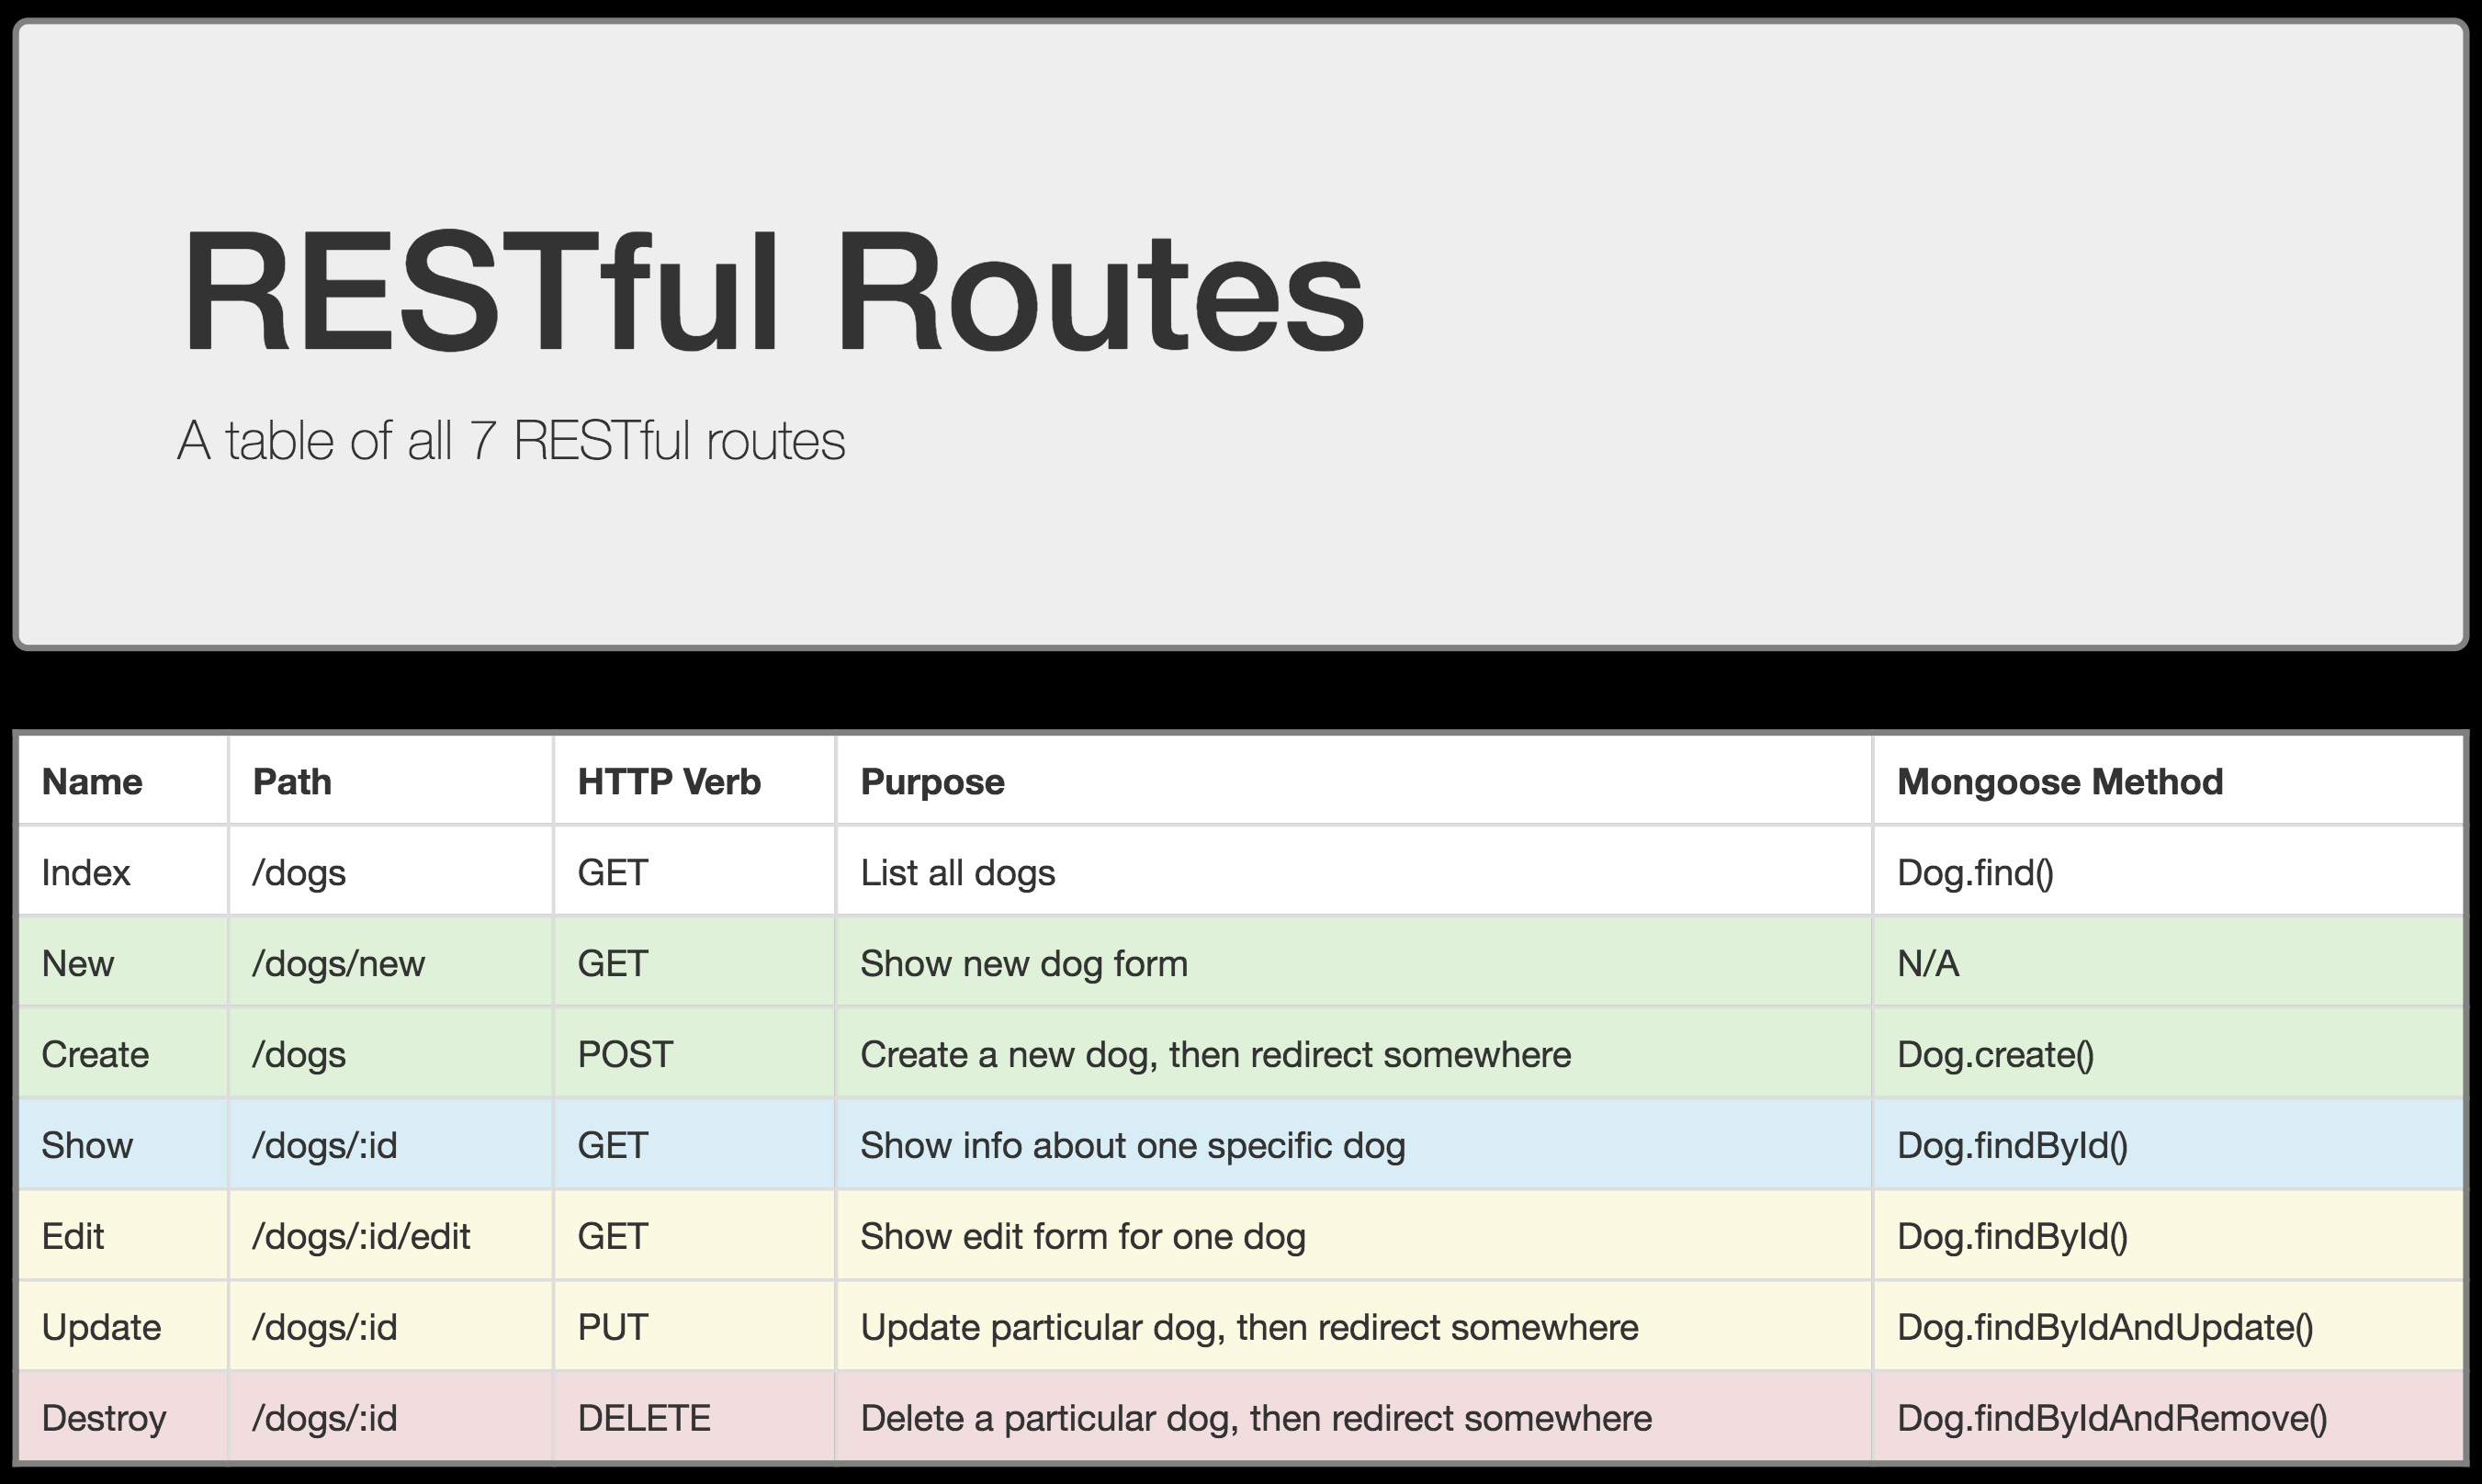 RESTful Routes
A table of all 7 RESTful routes
Name Path HTTP Verb Purpose Mongoose Method
Index /dogs GET List all dogs Dog.find()
New /dogs/new GET Show new dog form N/A
Create /dogs POST Create a new dog, then redirect somewhere Dog.create()
Show /dogs/:id GET Show info about one specific dog Dog.findById()
Edit /dogs/:id/edit GET Show edit form for one dog Dog.findById()
Update /dogs/:id PUT Update particular dog, then redirect somewhere Dog.findByIdAndUpdate()
Destroy /dogs/:id DELETE Delete a particular dog, then redirect somewhere Dog.findByIdAndRemove()